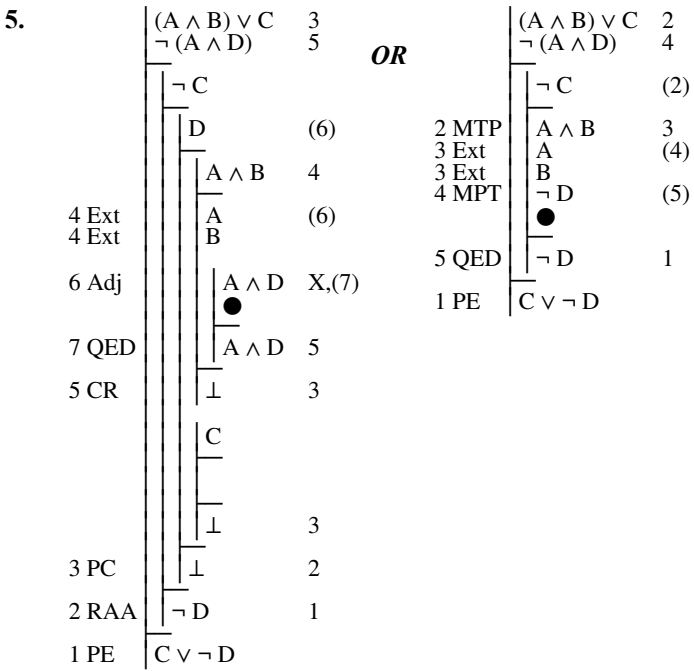 5.
(A ∧ B) ∨ C 3
¬ (A ∧ D) 5
¬ C
D (6)
A ∧ B 4
4 Ext A (6)
4 Ext B
6 Adj A ∧ D X,(7)
●
7 QED A ∧ D 5
5 CR ⊥ 3
C
⊥ 3
3 PC ⊥ 2
2 RAA ¬ D 1
1 PE C ∨ ¬ D
OR
(A ∧ B) ∨ C 2
¬ (A ∧ D) 4
¬ C (2)
2 MTP A ∧ B 3
3 Ext A (4)
3 Ext B
4 MPT ¬ D (5)
●
5 QED ¬ D 1
1 PE C ∨ ¬ D